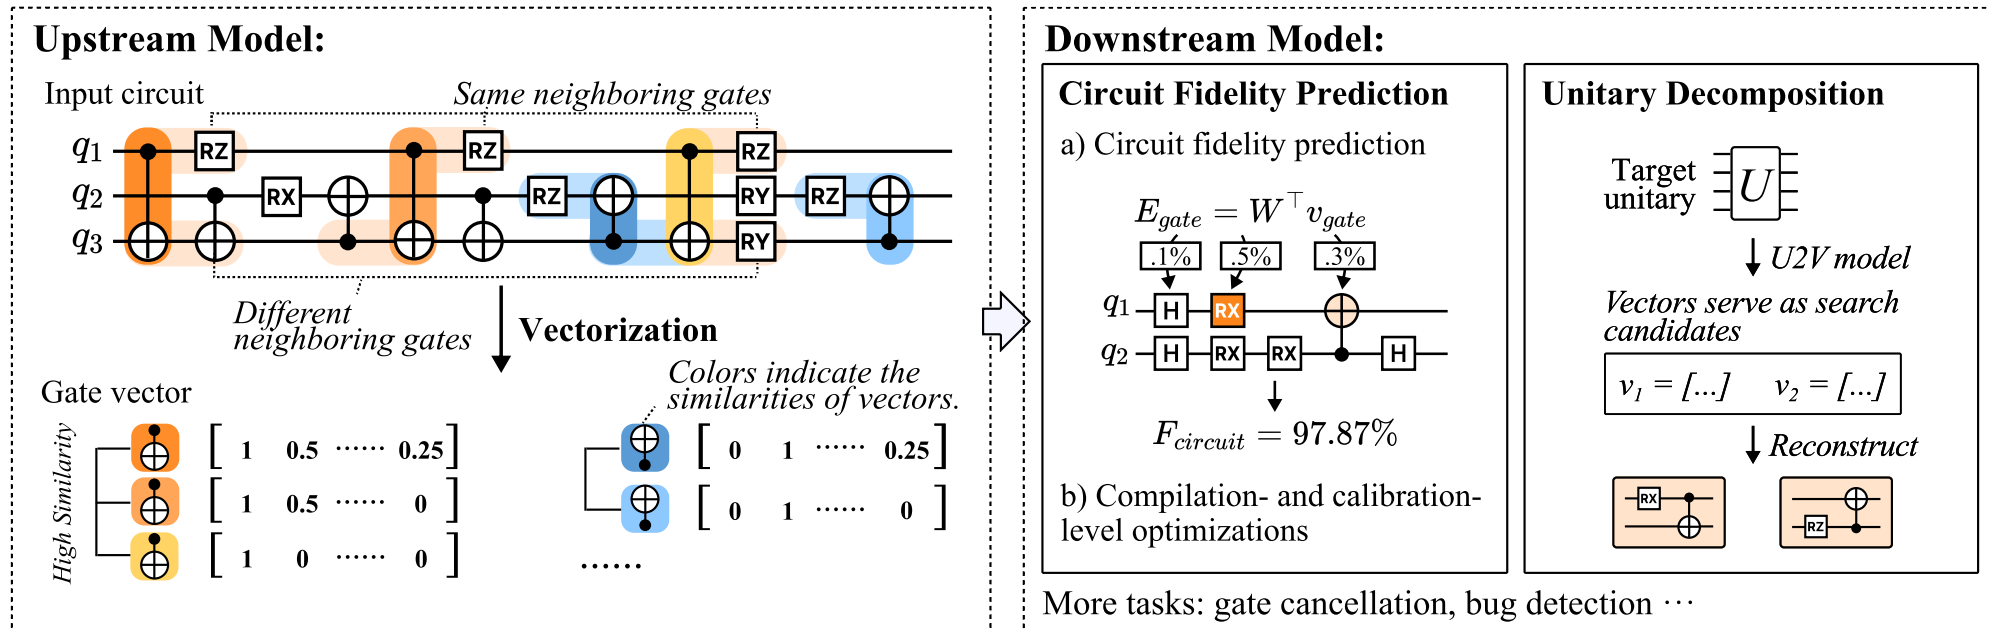 Upstream Model:
Input circuit
Same neighboring gates
q1 RZ RZ RZ
q2 RX RZ RY RZ
q3 RY
Different
neighboring gates
Vectorization
Colors indicate the
similarities of vectors.
Gate vector
High Similarity
[ 1 0.5 ······ 0.25 ]
[ 1 0.5 ······ 0 ]
[ 1 0 ······ 0 ]
[ 0 1 ······ 0.25 ]
[ 0 1 ······ 0 ]
······
Downstream Model:
Circuit Fidelity Prediction
a) Circuit fidelity prediction
E_gate = W^⊤ v_gate
.1% .5% .3%
q1 H RX
q2 H RX RX H
F_circuit = 97.87%
b) Compilation- and calibration-
level optimizations
Unitary Decomposition
Target
unitary
U
U2V model
Vectors serve as search
candidates
v1 = [...] v2 = [...]
Reconstruct
RX
RZ
More tasks: gate cancellation, bug detection ···